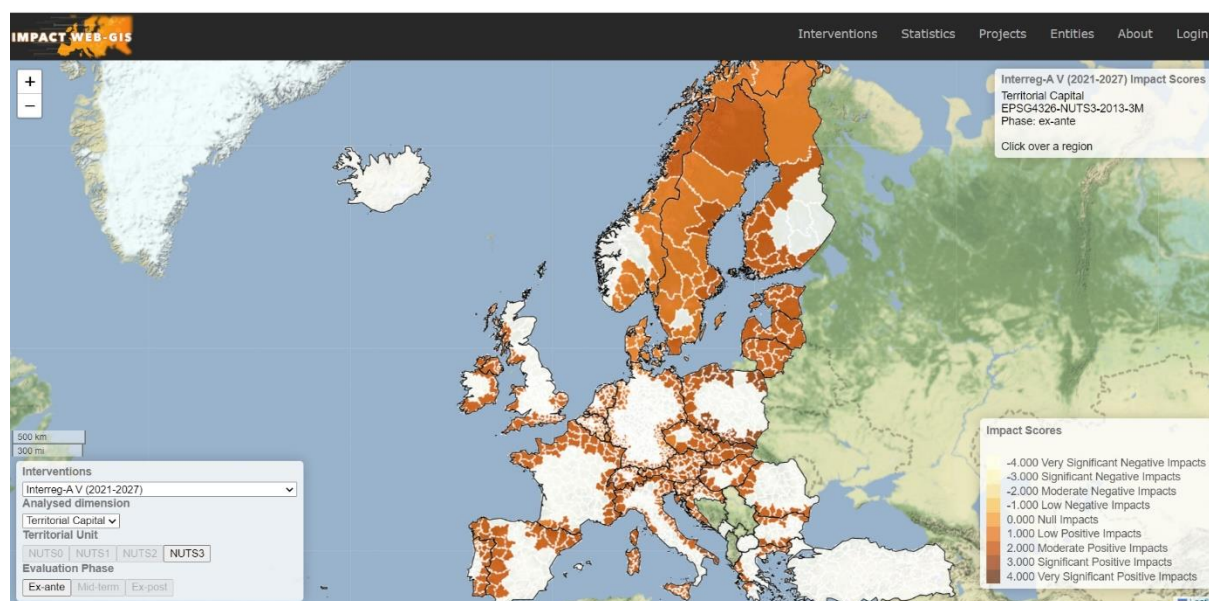 IMPACT WEB-GIS
Interventions Statistics Projects Entities About Login
+
−
Interreg-A V (2021-2027) Impact Scores
Territorial Capital
EPSG4326-NUTS3-2013-3M
Phase: ex-ante
Click over a region
500 km
300 mi
Interventions
Interreg-A V (2021-2027)
Analysed dimension
Territorial Capital
Territorial Unit
NUTS0 NUTS1 NUTS2 NUTS3
Evaluation Phase
Ex-ante Mid-term Ex-post
Impact Scores
-4.000 Very Significant Negative Impacts
-3.000 Significant Negative Impacts
-2.000 Moderate Negative Impacts
-1.000 Low Negative Impacts
0.000 Null Impacts
1.000 Low Positive Impacts
2.000 Moderate Positive Impacts
3.000 Significant Positive Impacts
4.000 Very Significant Positive Impacts